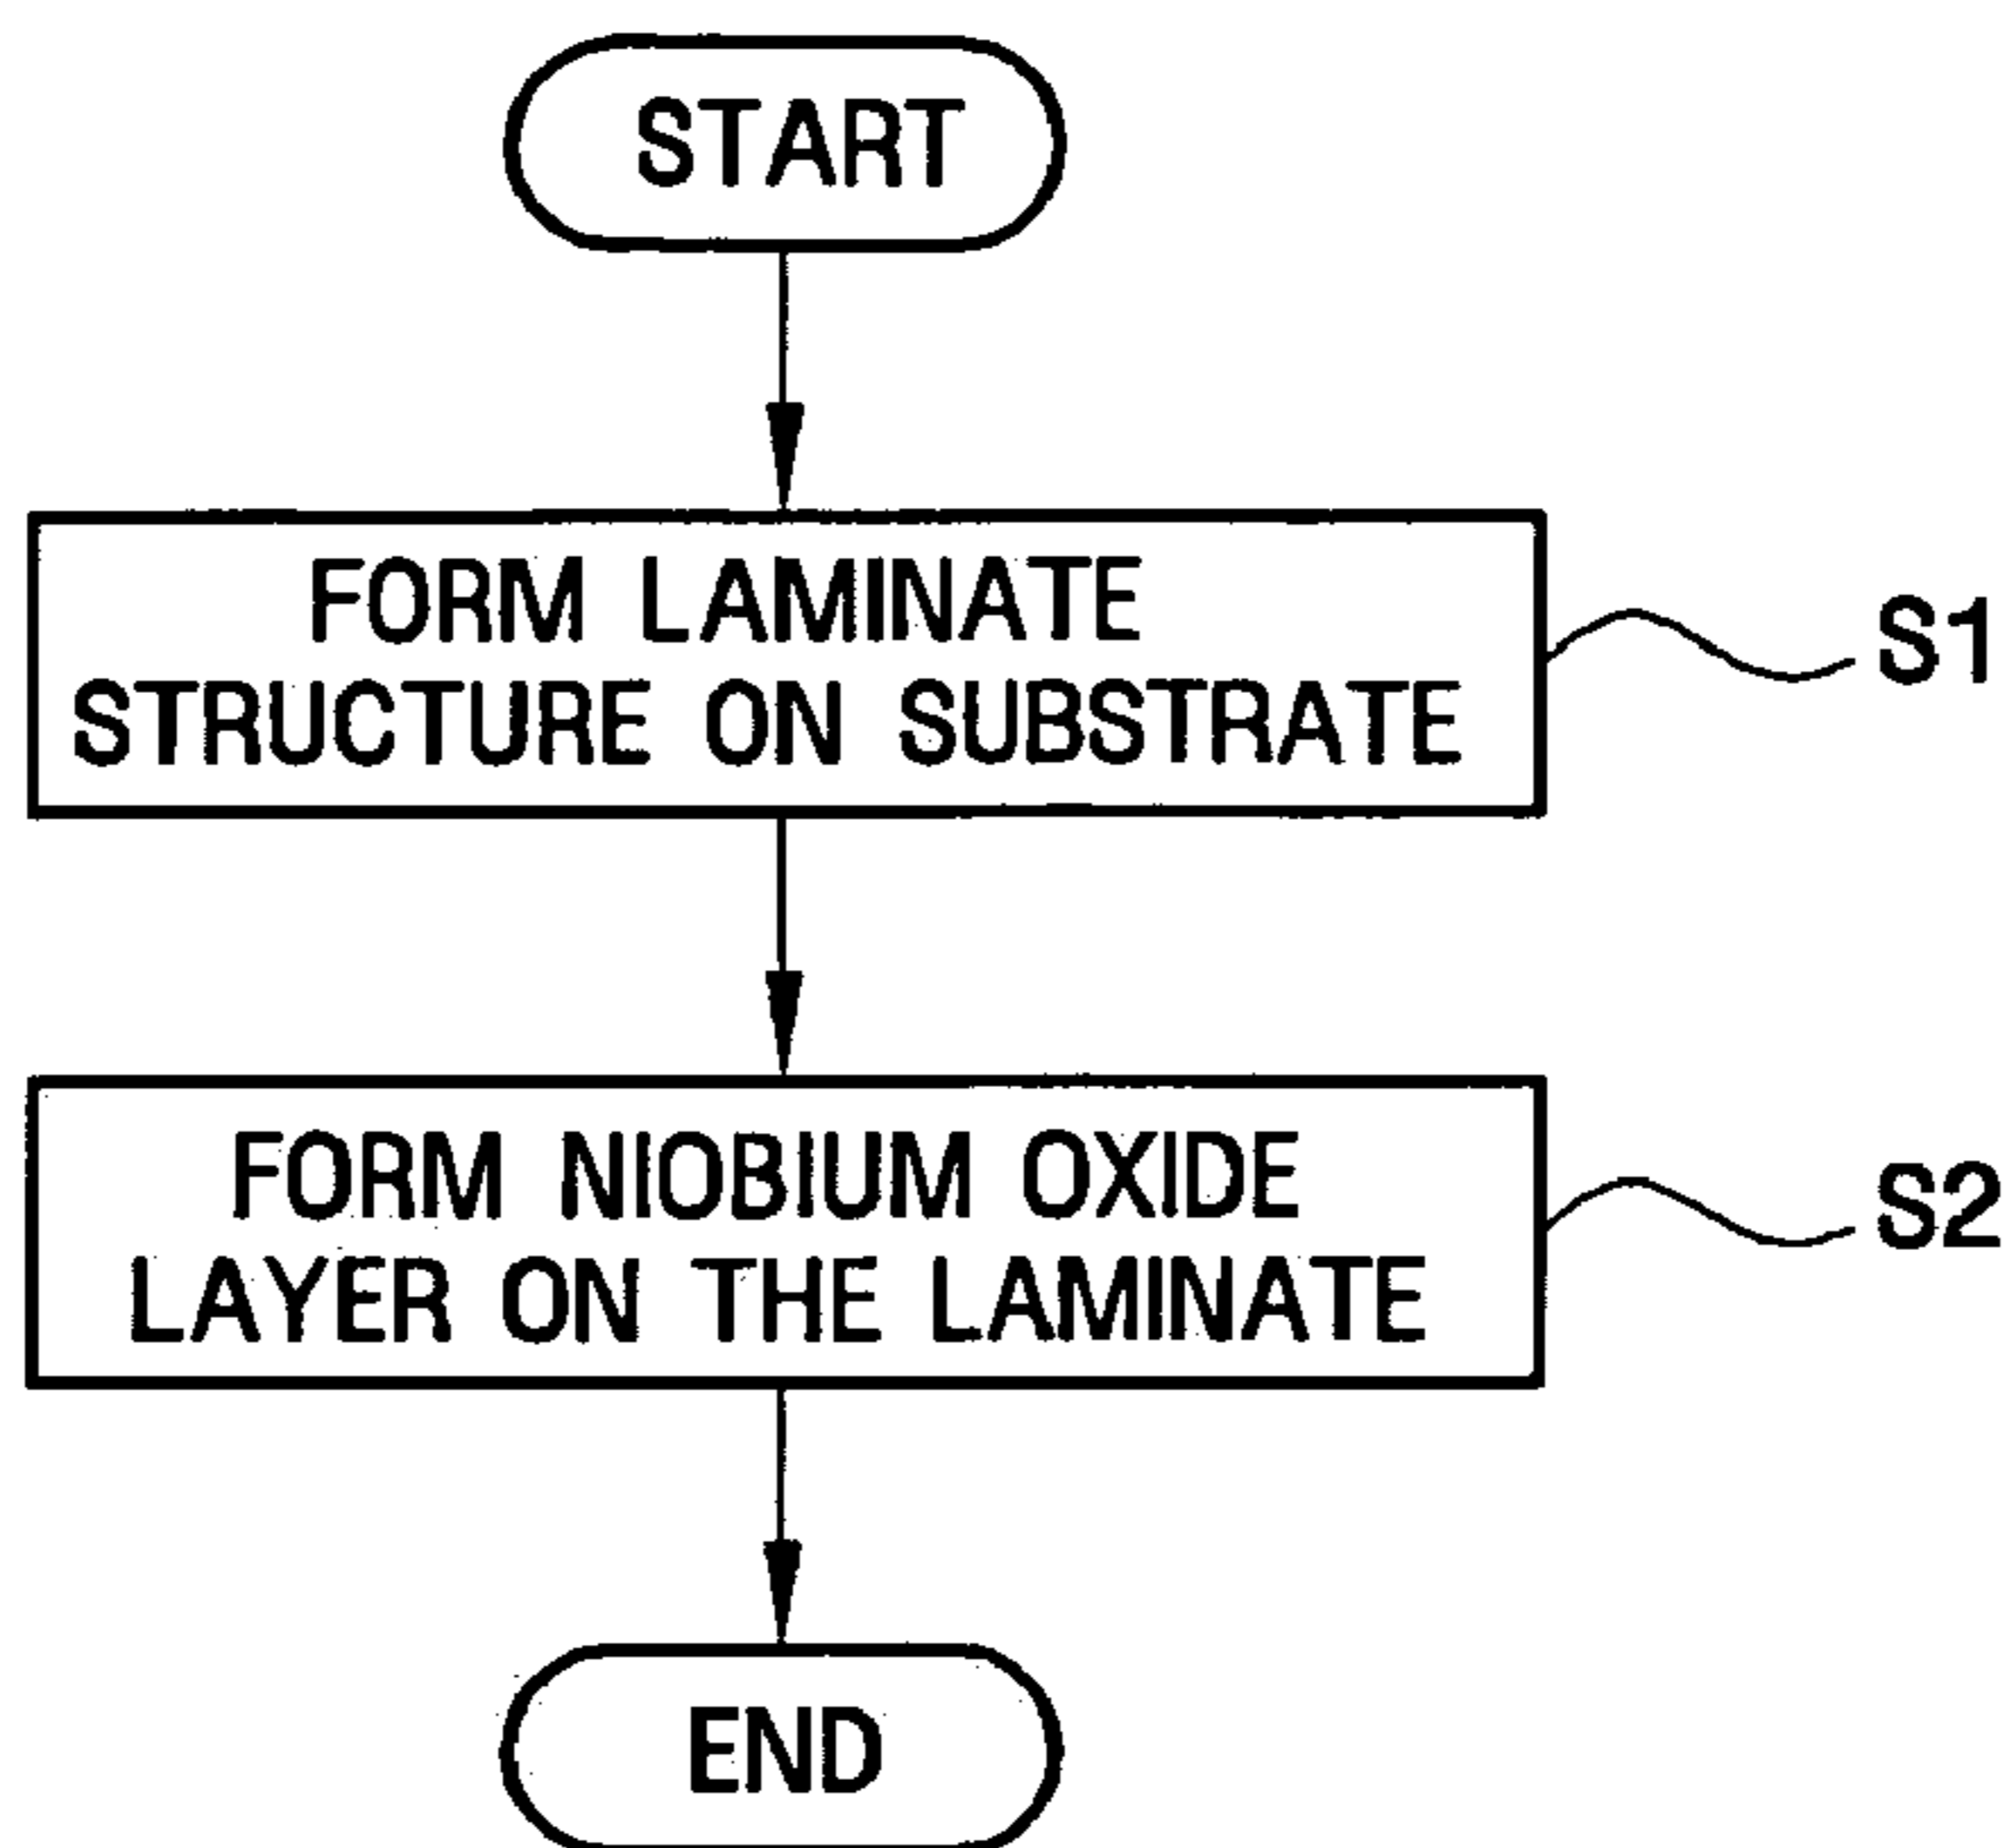 START
FORM LAMINATE
STRUCTURE ON SUBSTRATE
S1
FORM NIOBIUM OXIDE
LAYER ON THE LAMINATE
S2
END